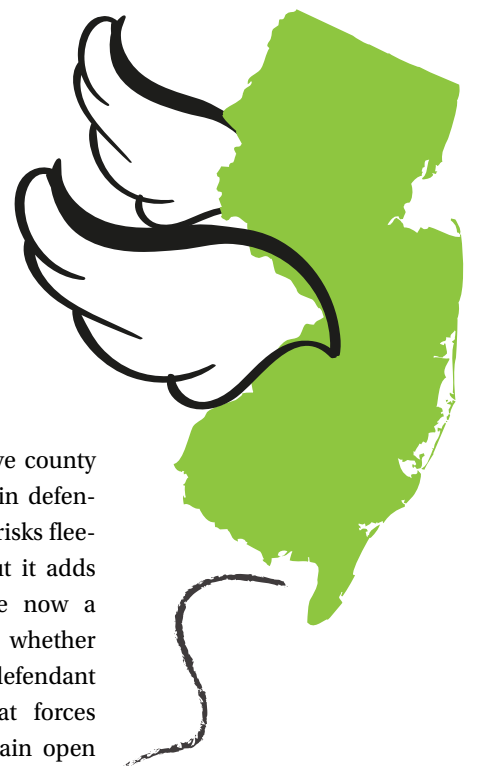 ve county
in defen-
risks flee-
ut it adds
e now a
whether
defendant
at forces
ain open